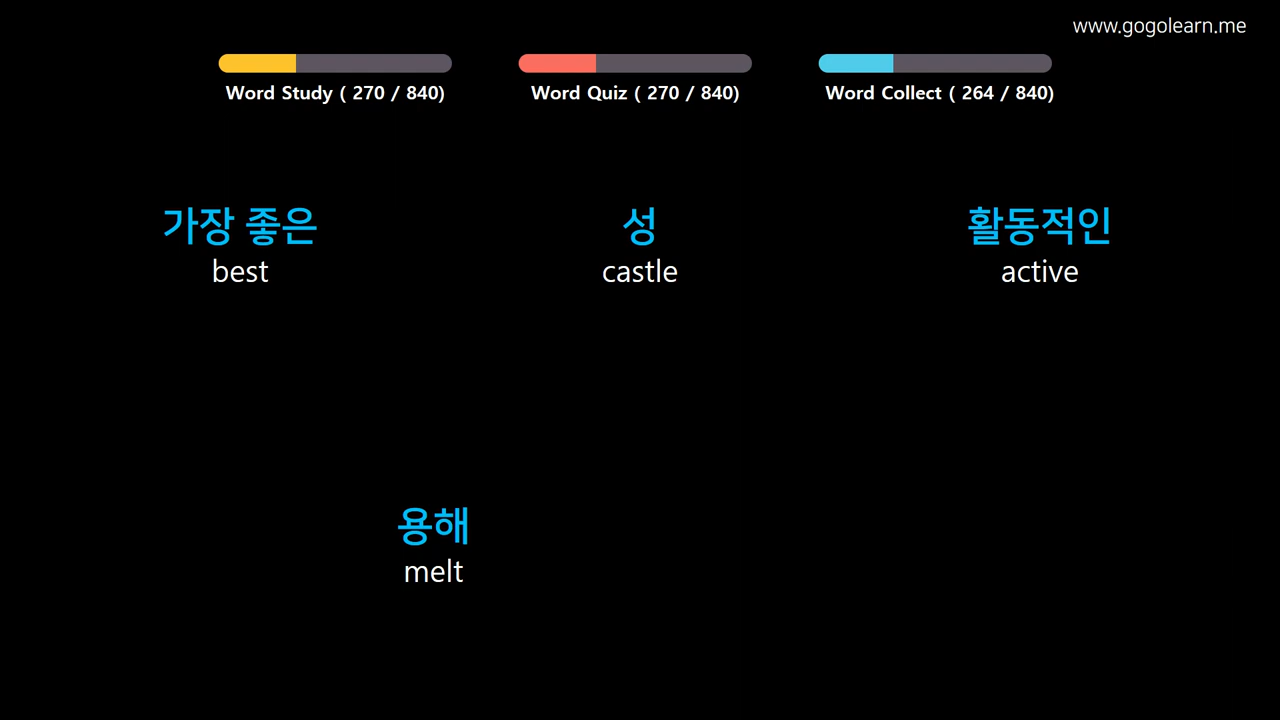 www.gogolearn.me
Word Study ( 270 / 840)
Word Quiz ( 270 / 840)
Word Collect ( 264 / 840)
가장 좋은
best
성
castle
활동적인
active
용해
melt